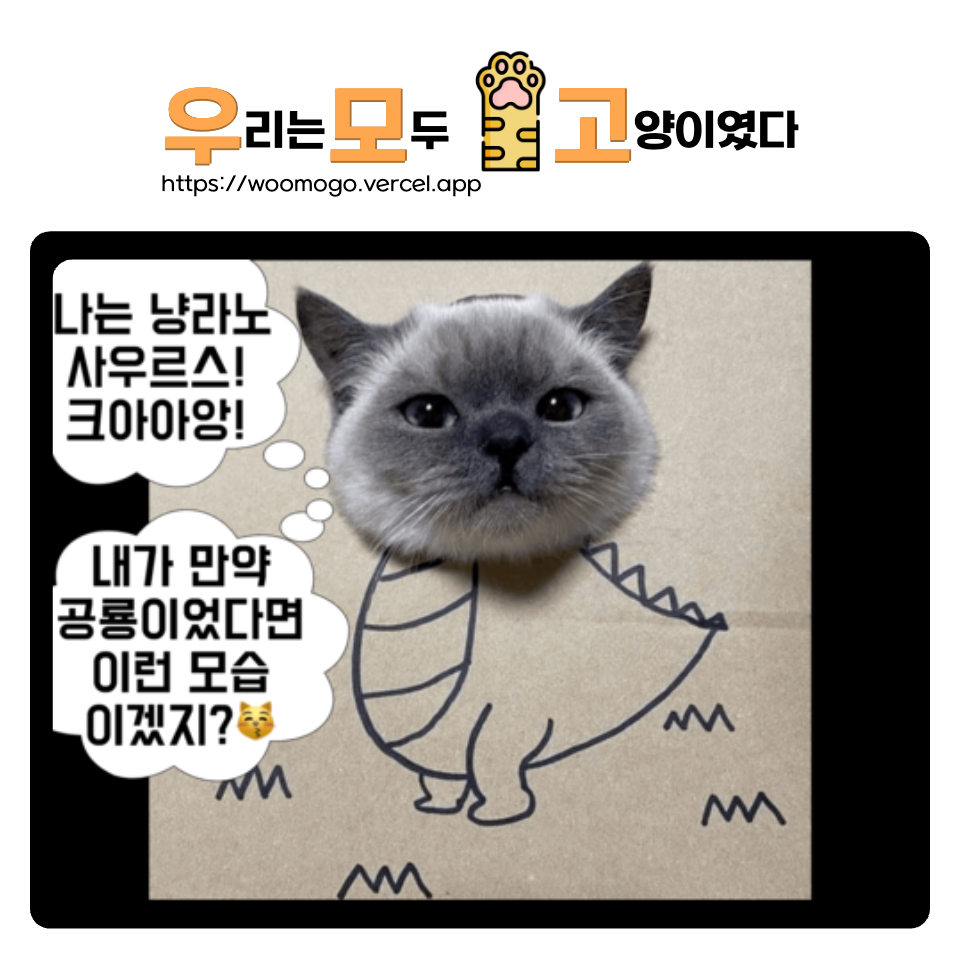 우리는 모두 고양이였다
https://woomogo.vercel.app
나는 냥라노
사우르스!
크아아앙!
내가 만약
공룡이었다면
이런 모습
이겠지?😽